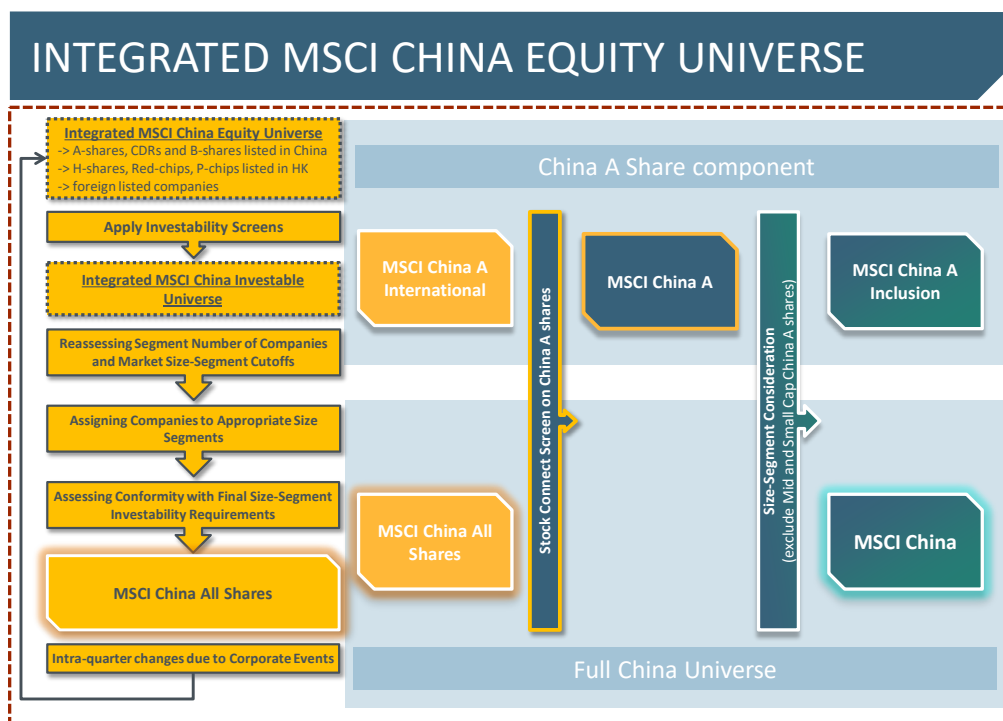 INTEGRATED MSCI CHINA EQUITY UNIVERSE
Integrated MSCI China Equity Universe
-> A-shares, CDRs and B-shares listed in China
-> H-shares, Red-chips, P-chips listed in HK
-> foreign listed companies
Apply Investability Screens
Integrated MSCI China Investable
Universe
Reassessing Segment Number of Companies
and Market Size-Segment Cutoffs
Assigning Companies to Appropriate Size
Segments
Assessing Conformity with Final Size-Segment
Investability Requirements
MSCI China All Shares
Intra-quarter changes due to Corporate Events
China A Share component
MSCI China A
International
Stock Connect Screen on China A shares
MSCI China A
Size-Segment Consideration
(exclude Mid and Small Cap China A shares)
MSCI China A
Inclusion
MSCI China All
Shares
MSCI China
Full China Universe